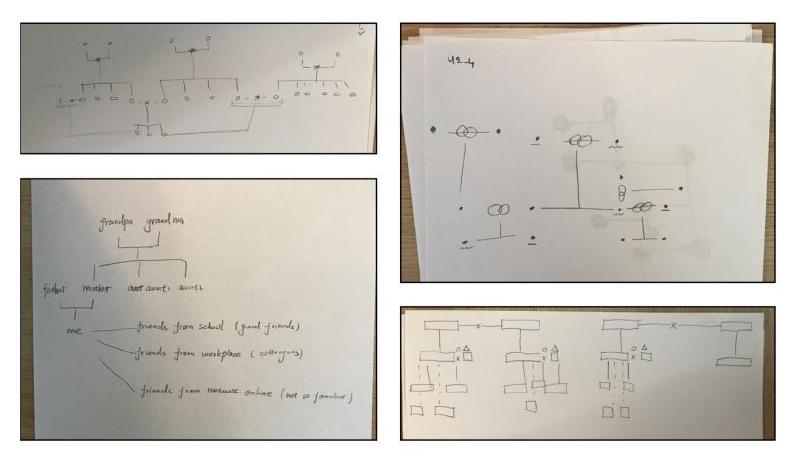 U2-4
grandpa grandma
father mother aunt aunts aunts
me
friends from school (good friends)
friends from workplace (colleagues)
friends from network online (not so familiar)